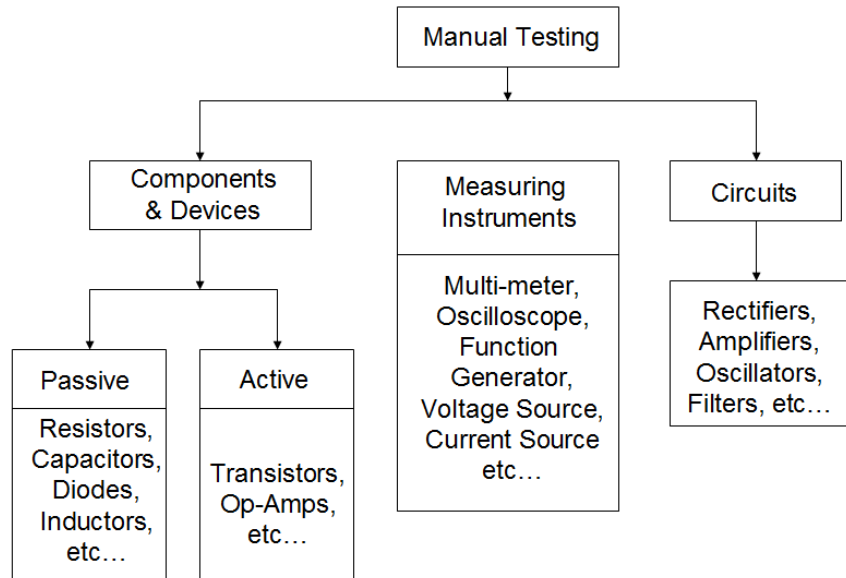 Manual Testing
Components
& Devices
Measuring
Instruments
Circuits
Multi-meter,
Oscilloscope,
Function
Generator,
Voltage Source,
Current Source
etc...
Rectifiers,
Amplifiers,
Oscillators,
Filters, etc...
Passive
Active
Resistors,
Capacitors,
Diodes,
Inductors,
etc...
Transistors,
Op-Amps,
etc...